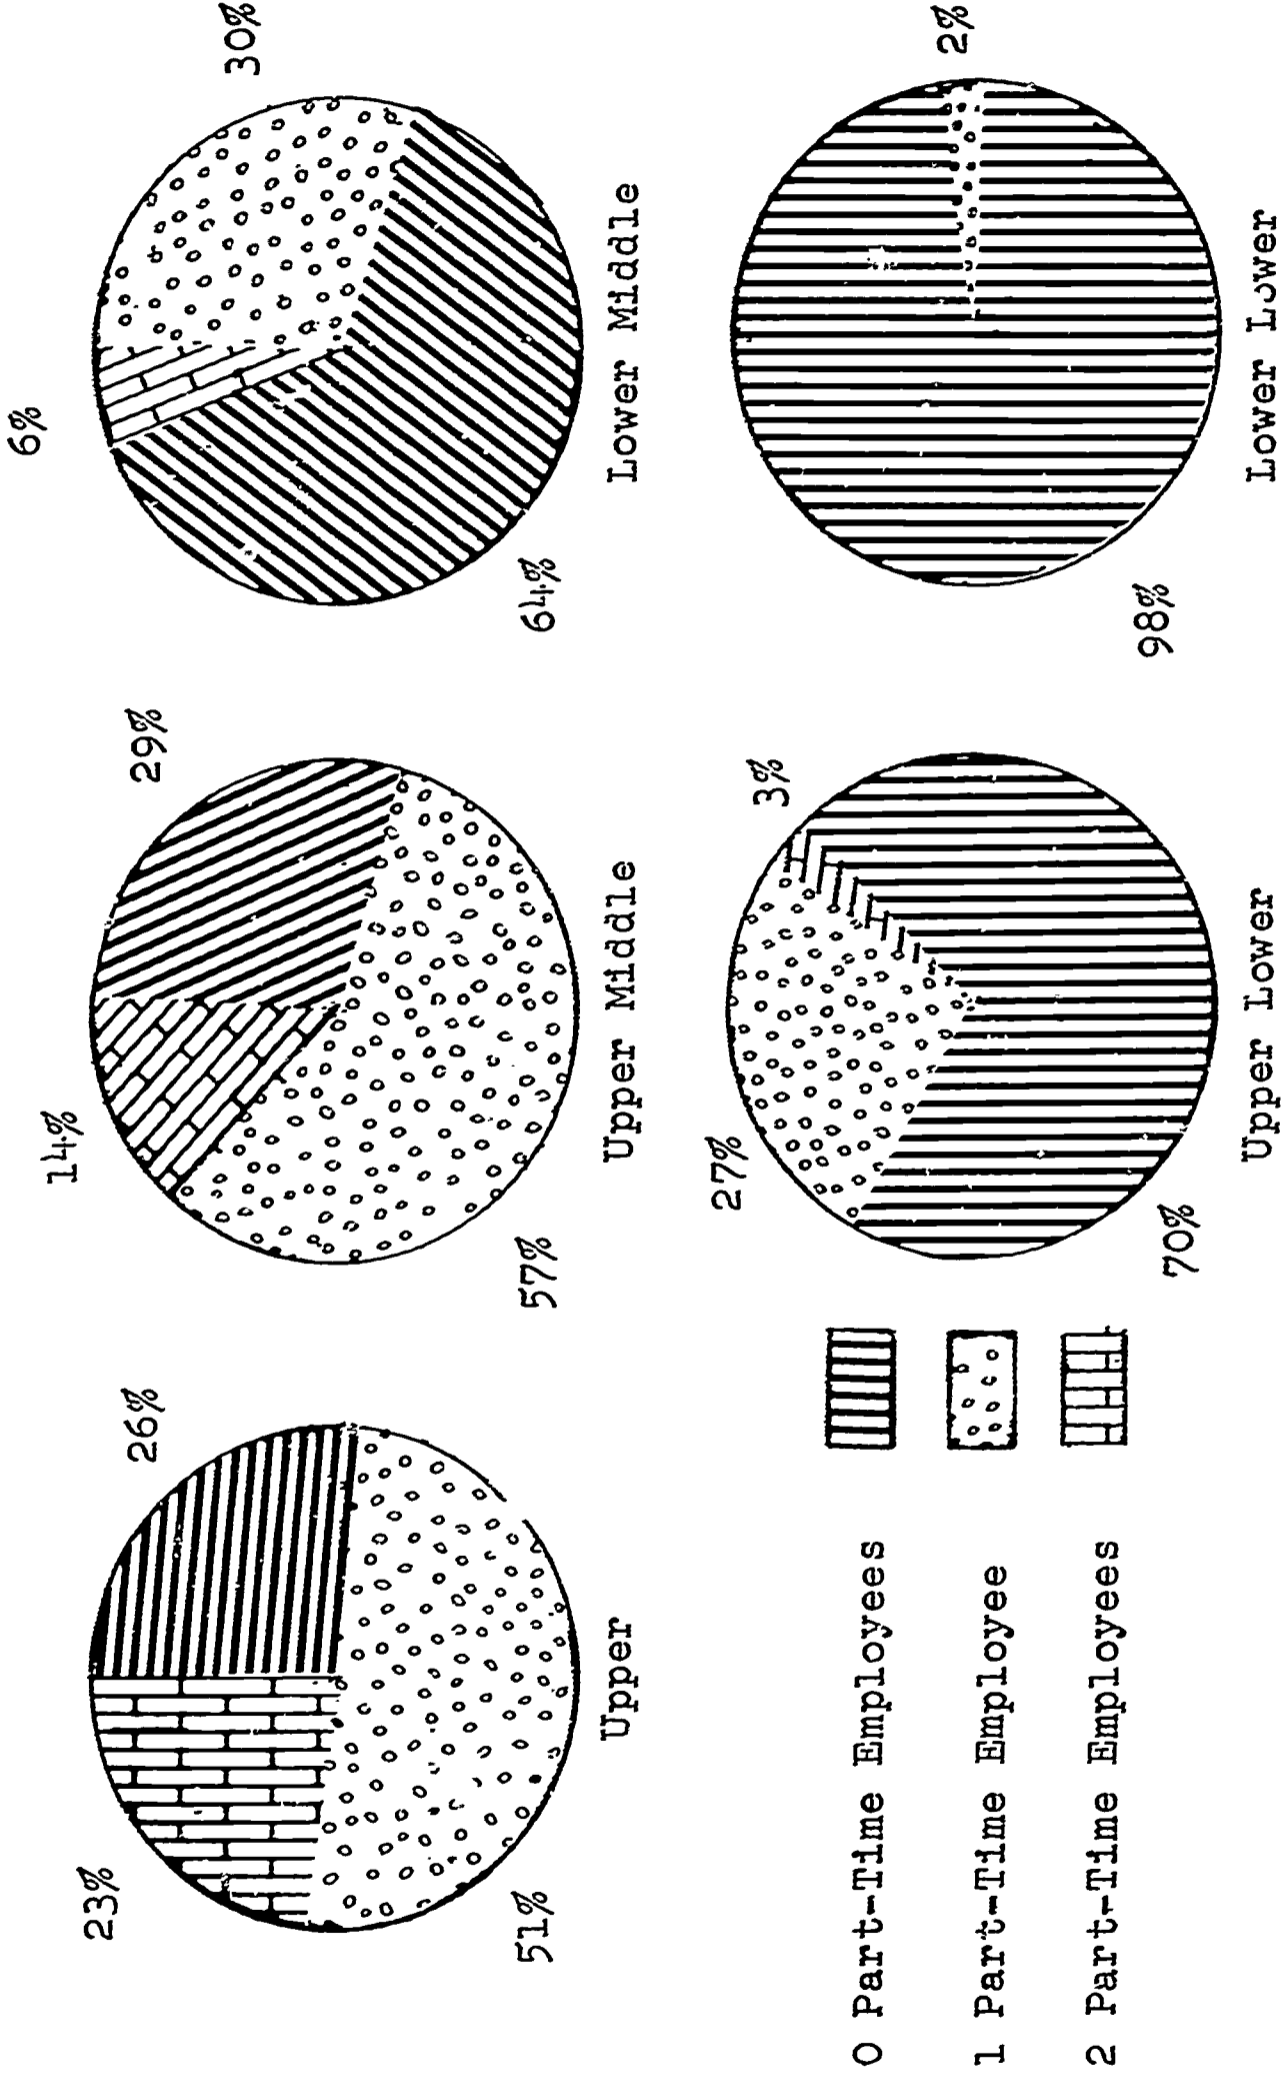 23%
26%
51%
Upper
14%
29%
57%
Upper Middle
6%
30%
64%
Lower Middle
0 Part-Time Employees
1 Part-Time Employee
2 Part-Time Employees
27%
3%
70%
Upper Lower
2%
98%
Lower Lower